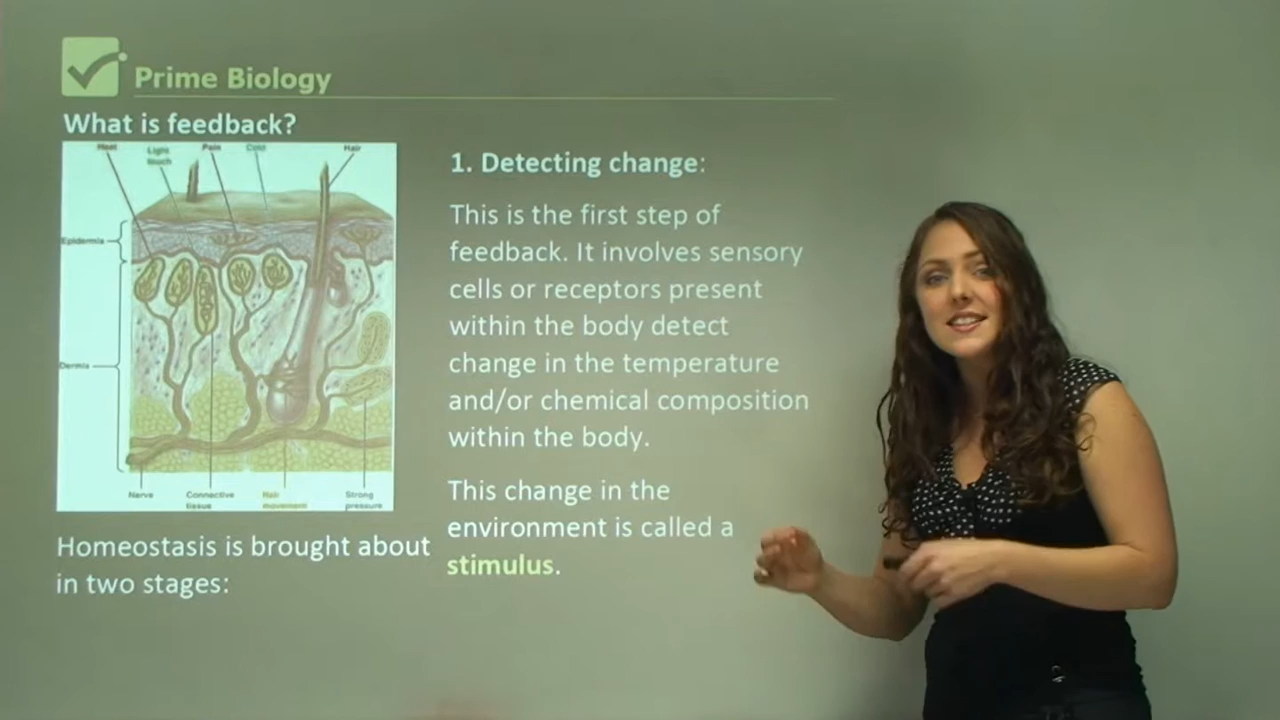 Prime Biology
What is feedback?
Heat
Light
touch
Pain
Cold
Hair
Epidermis
Dermis
Nerve
Connective
tissue
Hair
movement
Strong
pressure
Homeostasis is brought about
in two stages:
1. Detecting change:
This is the first step of
feedback. It involves sensory
cells or receptors present
within the body detect
change in the temperature
and/or chemical composition
within the body.
This change in the
environment is called a
stimulus.